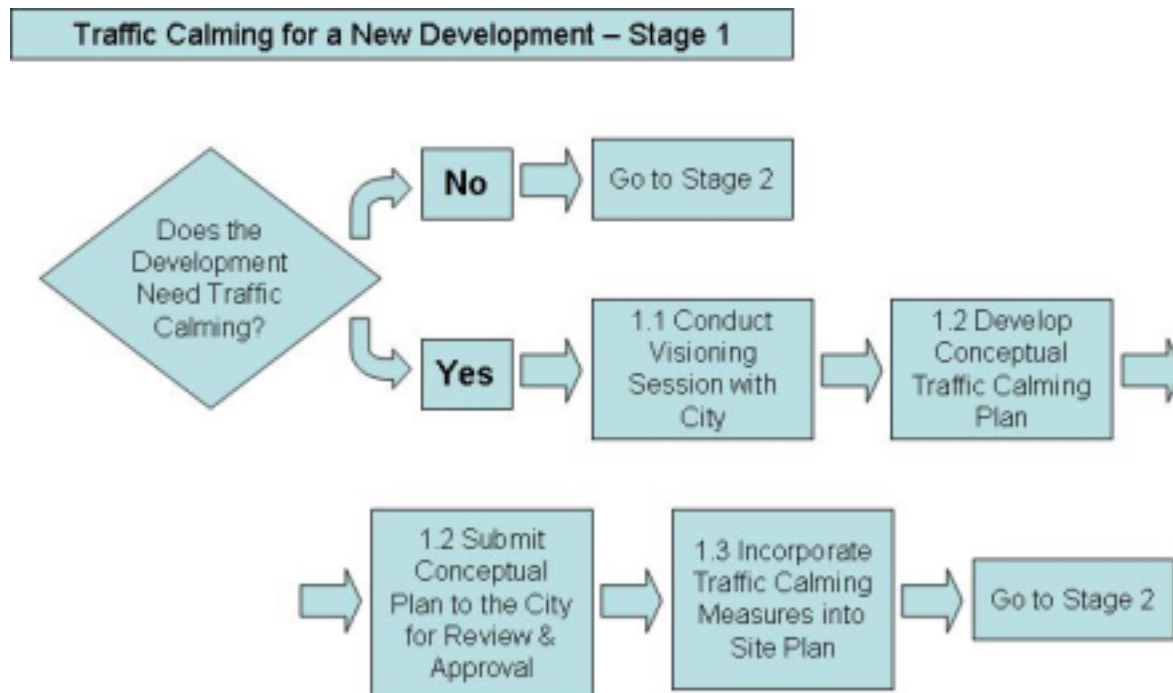 Traffic Calming for a New Development – Stage 1
Does the
Development
Need Traffic
Calming?
No
Go to Stage 2
Yes
1.1 Conduct
Visioning
Session with
City
1.2 Develop
Conceptual
Traffic Calming
Plan
1.2 Submit
Conceptual
Plan to the City
for Review &
Approval
1.3 Incorporate
Traffic Calming
Measures into
Site Plan
Go to Stage 2